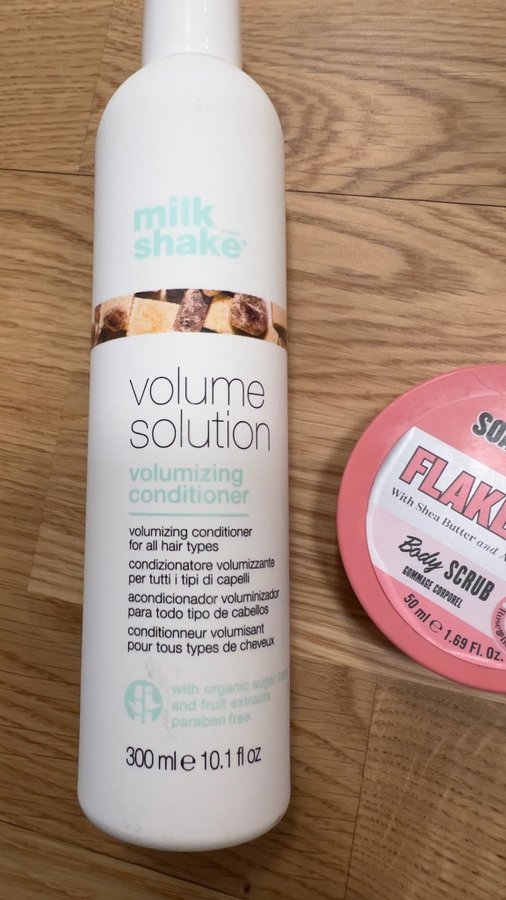 milk
shakē®
volume
solution
volumizing
conditioner
volumizing conditioner
for all hair types
condizionatore volumizzante
per tutti i tipi di capelli
acondicionador voluminizador
para todo tipo de cabellos
conditionneur volumisant
pour tous types de cheveux
with organic sugar
and fruit extracts
paraben free
300 ml e 10.1 fl oz
SO
FLAKE
With Shea Butter and
Body SCRUB
GOMMAGE CORPOREL
50 ml e 1.69 Fl. Oz.